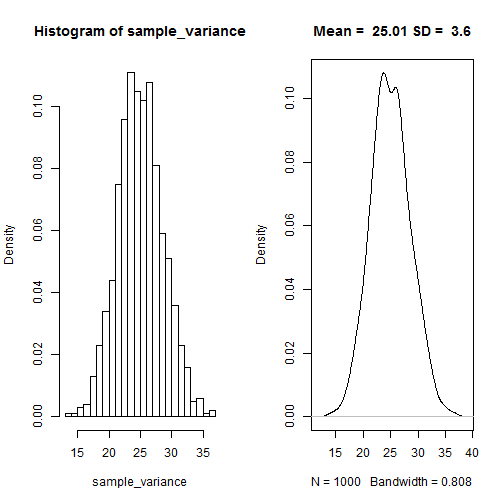 Histogram of sample_variance
Density
0.00 0.02 0.04 0.06 0.08 0.10
15 20 25 30 35
sample_variance
Mean =  25.01 SD =  3.6
Density
0.00 0.02 0.04 0.06 0.08 0.10
15 20 25 30 35 40
N = 1000   Bandwidth = 0.808